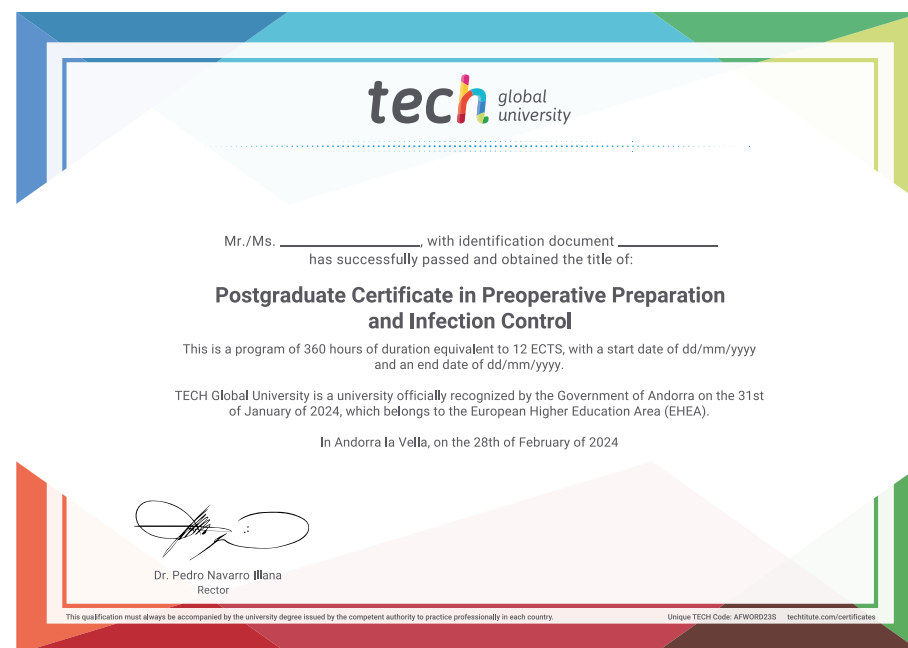 tech global university
Mr./Ms. ____________________, with identification document ______________
has successfully passed and obtained the title of:
Postgraduate Certificate in Preoperative Preparation
and Infection Control
This is a program of 360 hours of duration equivalent to 12 ECTS, with a start date of dd/mm/yyyy
and an end date of dd/mm/yyyy.
TECH Global University is a university officially recognized by the Government of Andorra on the 31st
of January of 2024, which belongs to the European Higher Education Area (EHEA).
In Andorra la Vella, on the 28th of February of 2024
Dr. Pedro Navarro Illana
Rector
This qualification must always be accompanied by the university degree issued by the competent authority to practice professionally in each country.
Unique TECH Code: AFWORD23S techtitute.com/certificates